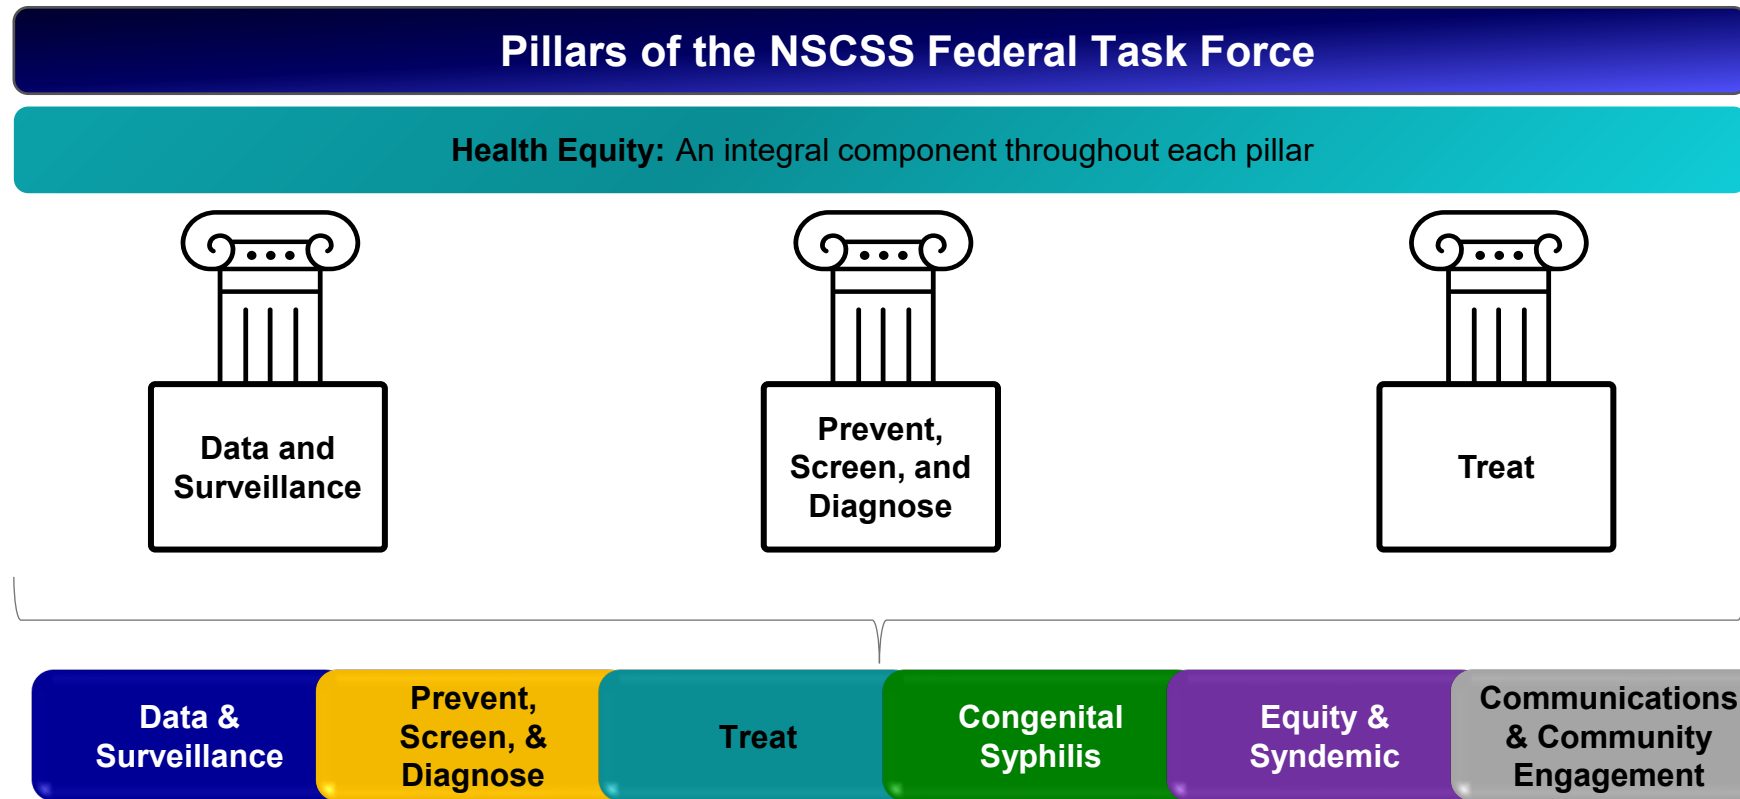 Pillars of the NSCSS Federal Task Force
Health Equity: An integral component throughout each pillar
Data and
Surveillance
Prevent,
Screen, and
Diagnose
Treat
Data &
Surveillance
Prevent,
Screen, &
Diagnose
Treat
Congenital
Syphilis
Equity &
Syndemic
Communications
& Community
Engagement